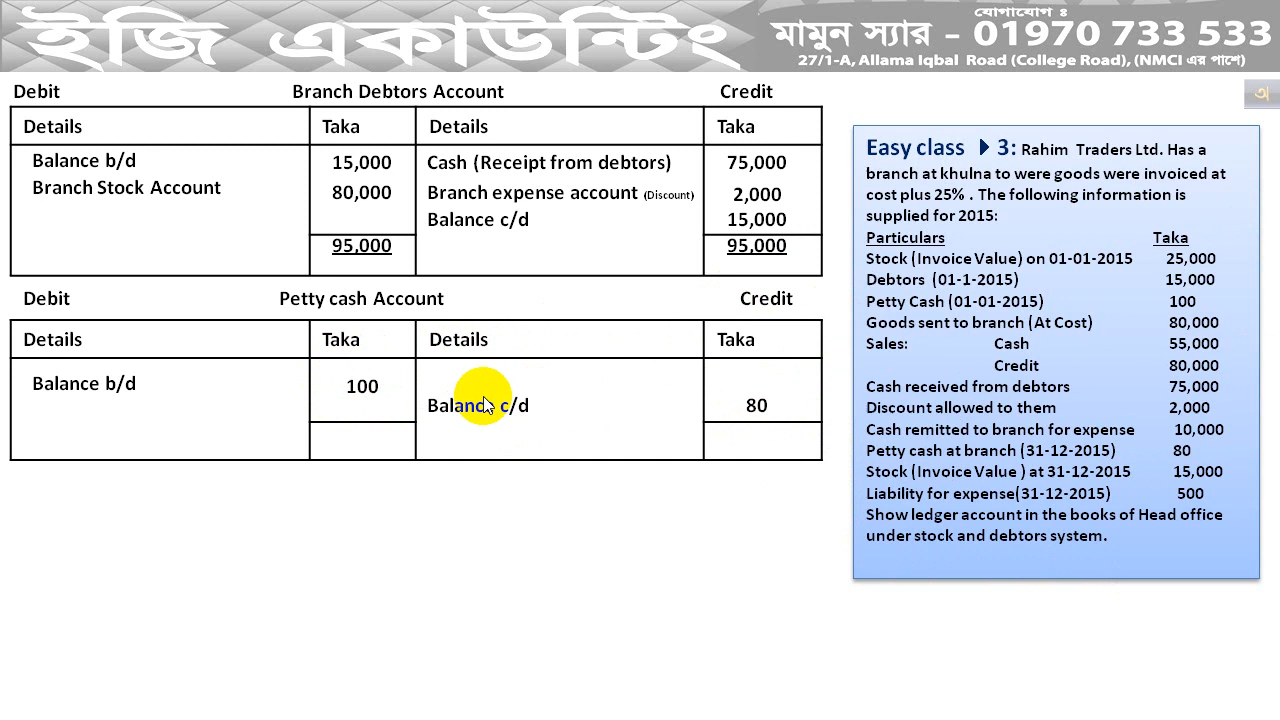 ইজি একাউন্টিং
যোগাযোগ ঃ
মামুন স্যার – 01970 733 533
27/1-A, Allama Iqbal Road (College Road), (NMCI এর পাশে)
অ
Debit Branch Debtors Account Credit
Details Taka Details Taka
Balance b/d 15,000 Cash (Receipt from debtors) 75,000
Branch Stock Account 80,000 Branch expense account (Discount) 2,000
Balance c/d 15,000
95,000 95,000
Debit Petty cash Account Credit
Details Taka Details Taka
Balance b/d 100
Balance c/d 80
Easy class 3: Rahim Traders Ltd. Has a
branch at khulna to were goods were invoiced at
cost plus 25% . The following information is
supplied for 2015:
Particulars Taka
Stock (Invoice Value) on 01-01-2015 25,000
Debtors (01-1-2015) 15,000
Petty Cash (01-01-2015) 100
Goods sent to branch (At Cost) 80,000
Sales: Cash 55,000
Credit 80,000
Cash received from debtors 75,000
Discount allowed to them 2,000
Cash remitted to branch for expense 10,000
Petty cash at branch (31-12-2015) 80
Stock (Invoice Value ) at 31-12-2015 15,000
Liability for expense(31-12-2015) 500
Show ledger account in the books of Head office
under stock and debtors system.